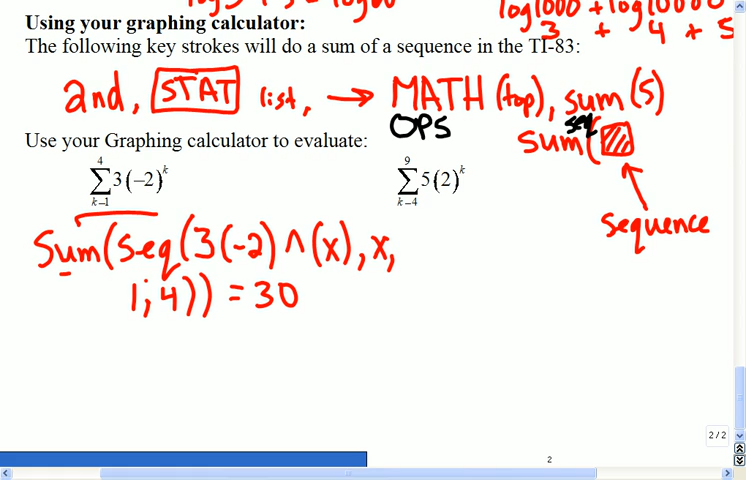 log1000 + log10000
3 + 4 + 5
Using your graphing calculator:
The following key strokes will do a sum of a sequence in the TI-83:
2nd, STAT list, → MATH (top), sum(5)
OPS seq
sum(
Use your Graphing calculator to evaluate:
sequence
4 9
∑ 3(−2)^k ∑ 5(2)^k
k−1 k−4
Sum(Seq(3(-2)^(x),x,
1,4)) = 30
2 / 2
2